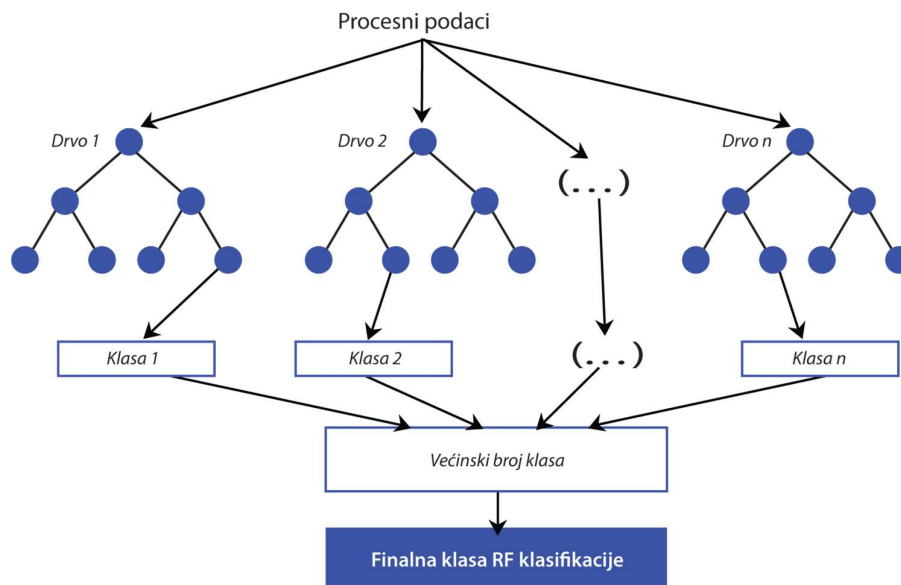 Procesni podaci
Drvo 1
Drvo 2
Drvo n
(...)
Klasa 1
Klasa 2
(...)
Klasa n
Većinski broj klasa
Finalna klasa RF klasifikacije